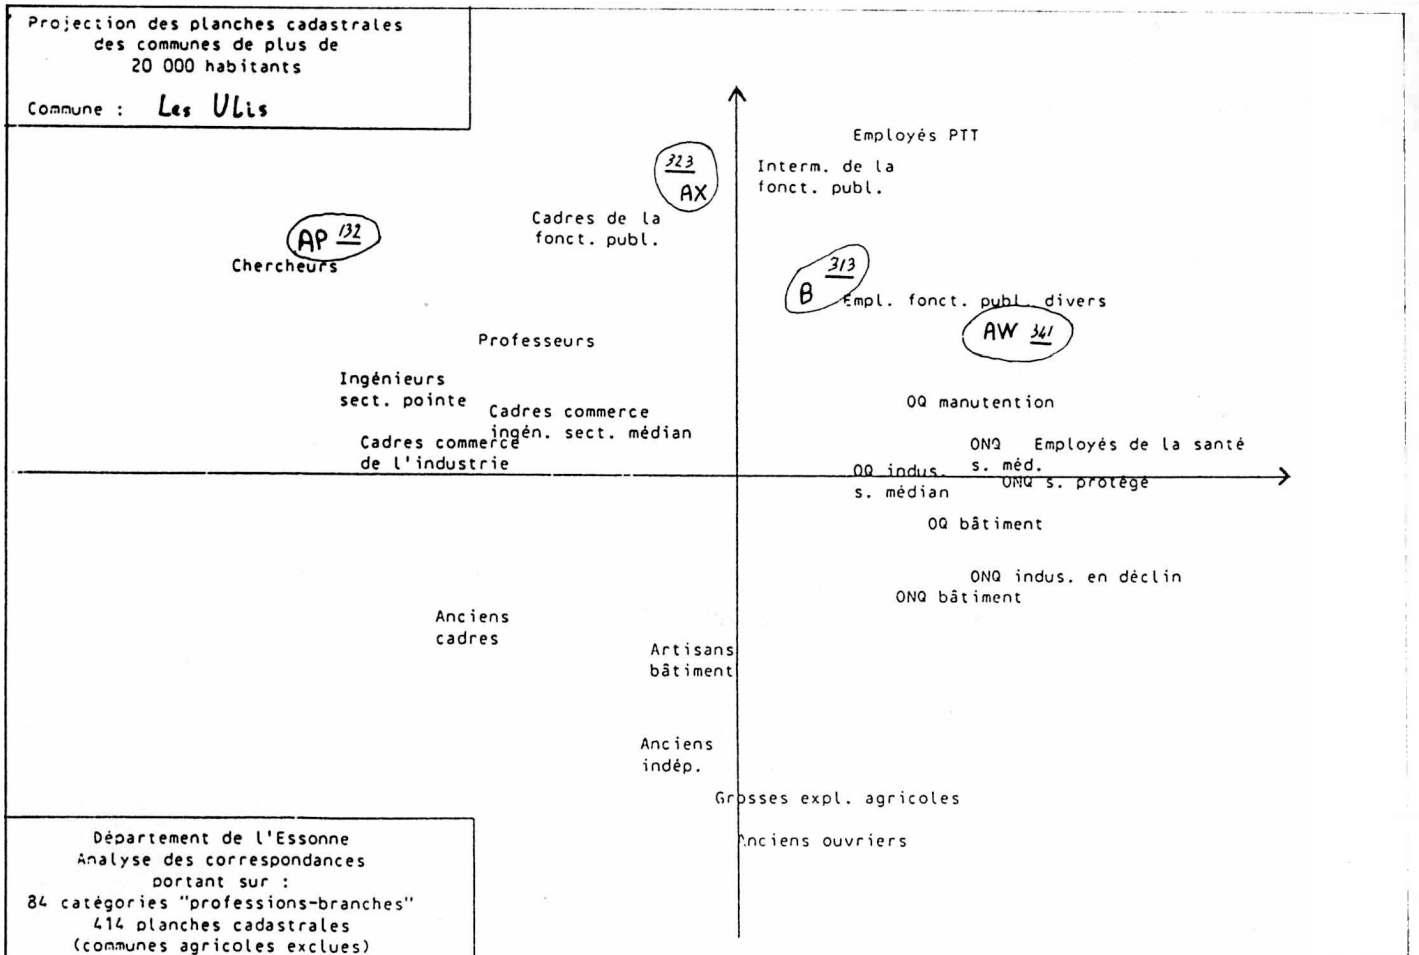 Projection des planches cadastrales
des communes de plus de
20 000 habitants
Commune : Les ULis
Employés PTT
323
AX
Interm. de la
fonct. publ.
Cadres de la
fonct. publ.
AP 132
Chercheurs
313
B
Empl. fonct. publ. divers
AW 341
Professeurs
Ingénieurs
sect. pointe
Cadres commerce
ingén. sect. médian
Cadres commerce
de l'industrie
OQ manutention
ONQ
s. méd.
Employés de la santé
ONQ s. protégé
OQ indus.
s. médian
OQ bâtiment
ONQ indus. en déclin
ONQ bâtiment
Anciens
cadres
Artisans
bâtiment
Anciens
indép.
Grosses expl. agricoles
Anciens ouvriers
Département de l'Essonne
Analyse des correspondances
portant sur :
84 catégories "professions-branches"
414 planches cadastrales
(communes agricoles exclues)